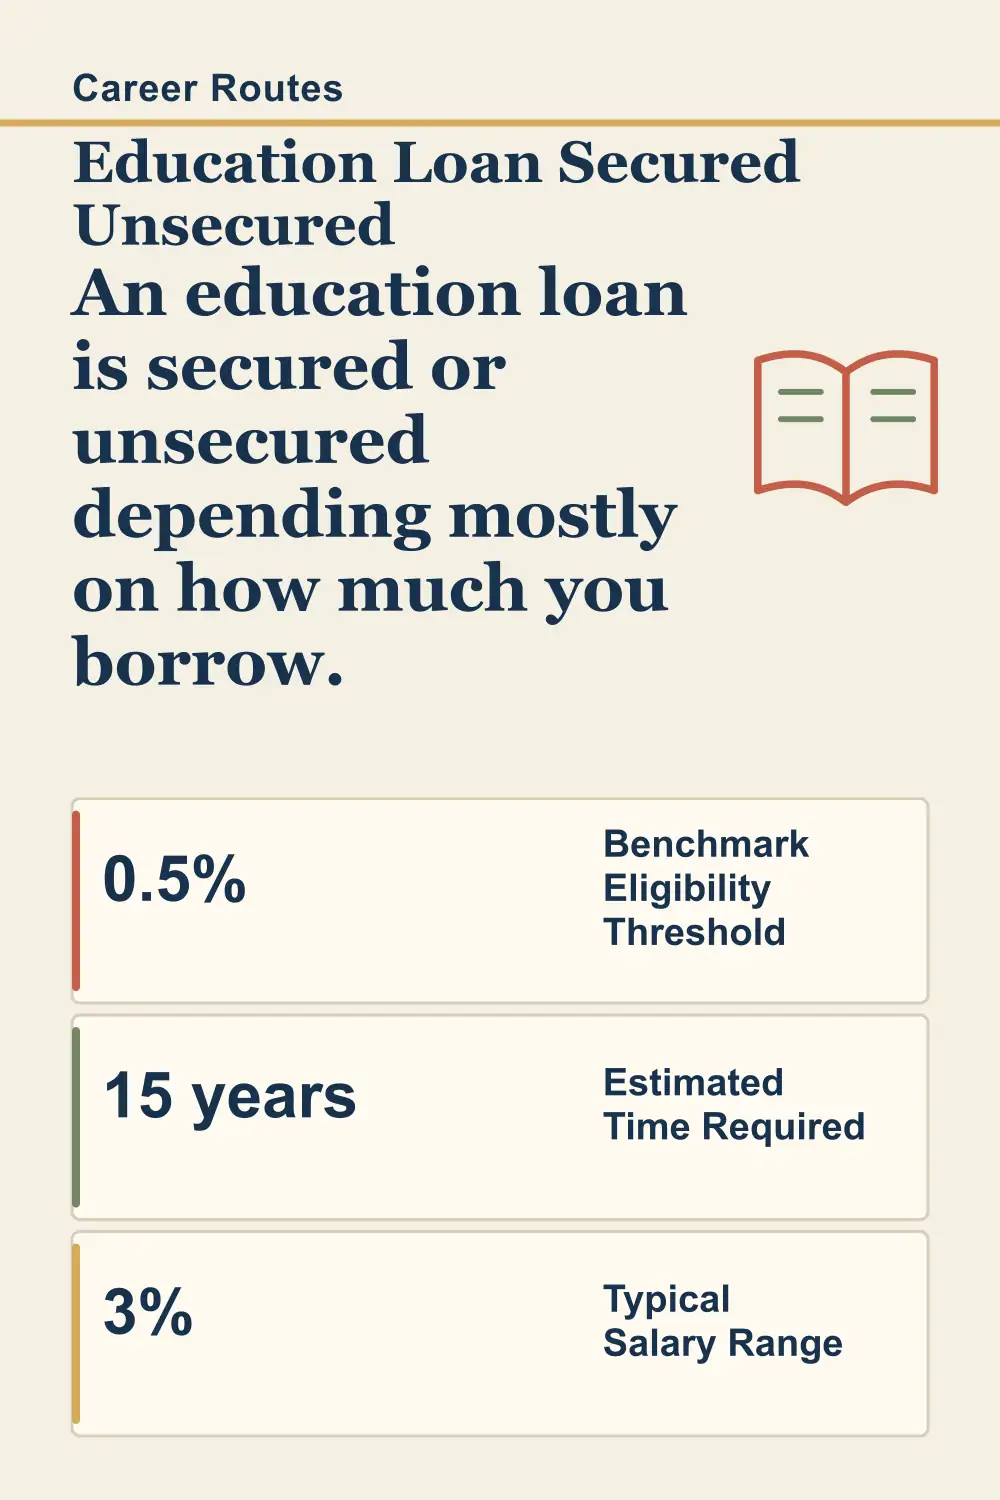 Career Routes
Education Loan Secured
Unsecured
An education loan
is secured or
unsecured
depending mostly
on how much you
borrow.
0.5%
Benchmark
Eligibility
Threshold
15 years
Estimated
Time Required
3%
Typical
Salary Range